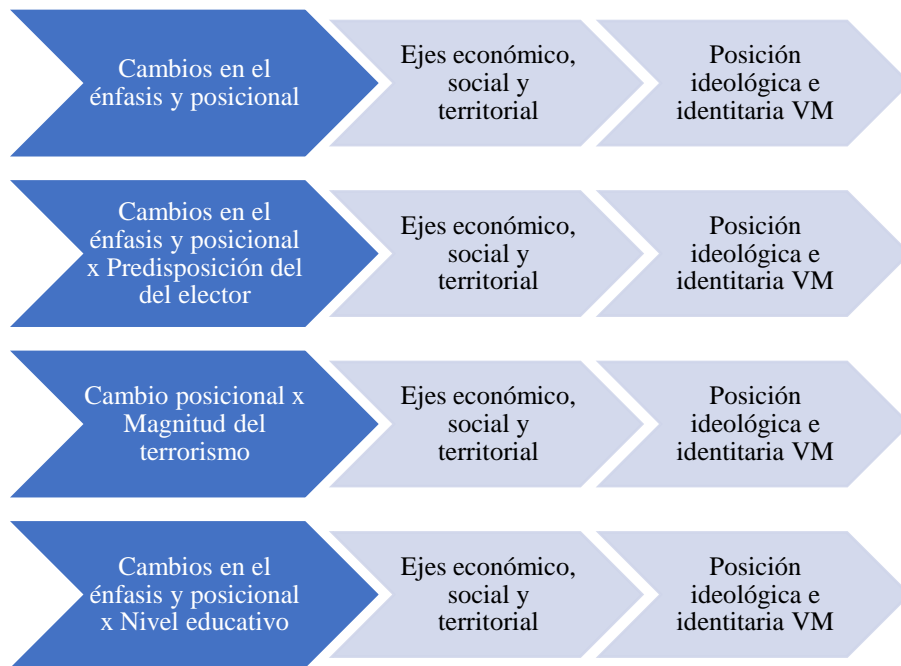 Cambios en el
énfasis y posicional
Ejes económico,
social y
territorial
Posición
ideológica e
identitaria VM
Cambios en el
énfasis y posicional
x Predisposición del
del elector
Ejes económico,
social y
territorial
Posición
ideológica e
identitaria VM
Cambio posicional x
Magnitud del
terrorismo
Ejes económico,
social y
territorial
Posición
ideológica e
identitaria VM
Cambios en el
énfasis y posicional
x Nivel educativo
Ejes económico,
social y
territorial
Posición
ideológica e
identitaria VM